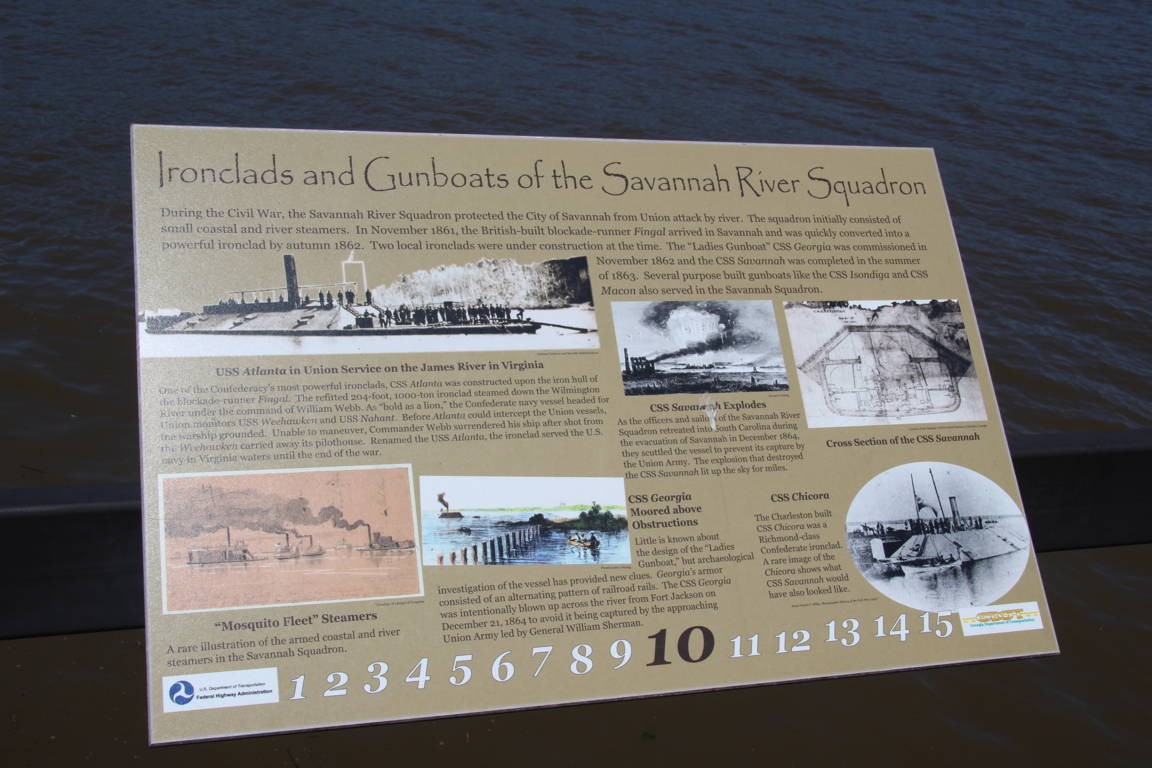 Ironclads and Gunboats of the Savannah River Squadron
During the Civil War, the Savannah River Squadron protected the City of Savannah from Union attack by river. The squadron initially consisted of
small coastal and river steamers. In November 1861, the British-built blockade-runner Fingal arrived in Savannah and was quickly converted into a
powerful ironclad by autumn 1862. Two local ironclads were under construction at the time. The "Ladies Gunboat" CSS Georgia was commissioned in
November 1862 and the CSS Savannah was completed in the summer
of 1863. Several purpose built gunboats like the CSS Isondiga and CSS
Macon also served in the Savannah Squadron.
USS Atlanta in Union Service on the James River in Virginia
One of the Confederacy's most powerful ironclads, CSS Atlanta was constructed upon the iron hull of
the blockade-runner Fingal. The refitted 204-foot, 1000-ton ironclad steamed down the Wilmington
River under the command of William Webb. As "bold as a lion," the Confederate navy vessel headed for
Union monitors USS Weehawken and USS Nahant. Before Atlanta could intercept the Union vessels,
the warship grounded. Unable to maneuver, Commander Webb surrendered his ship after shot from
the Weehawken carried away its pilothouse. Renamed the USS Atlanta, the ironclad served the U.S.
navy in Virginia waters until the end of the war.
CSS Savannah Explodes
As the officers and sailors of the Savannah River
Squadron retreated into South Carolina during
the evacuation of Savannah in December 1864,
they scuttled the vessel to prevent its capture by
the Union Army. The explosion that destroyed
the CSS Savannah lit up the sky for miles.
Cross Section of the CSS Savannah
"Mosquito Fleet" Steamers
A rare illustration of the armed coastal and river
steamers in the Savannah Squadron.
CSS Georgia
Moored above
Obstructions
Little is known about
the design of the "Ladies
Gunboat," but archaeological
investigation of the vessel has provided new clues. Georgia's armor
consisted of an alternating pattern of railroad rails. The CSS Georgia
was intentionally blown up across the river from Fort Jackson on
December 21, 1864 to avoid it being captured by the approaching
Union Army led by General William Sherman.
CSS Chicora
The Charleston built
CSS Chicora was a
Richmond-class
Confederate ironclad.
A rare image of the
Chicora shows what
CSS Savannah would
have also looked like.
U.S. Department of Transportation
Federal Highway Administration
1 2 3 4 5 6 7 8 9 10 11 12 13 14 15
Georgia Department of Transportation